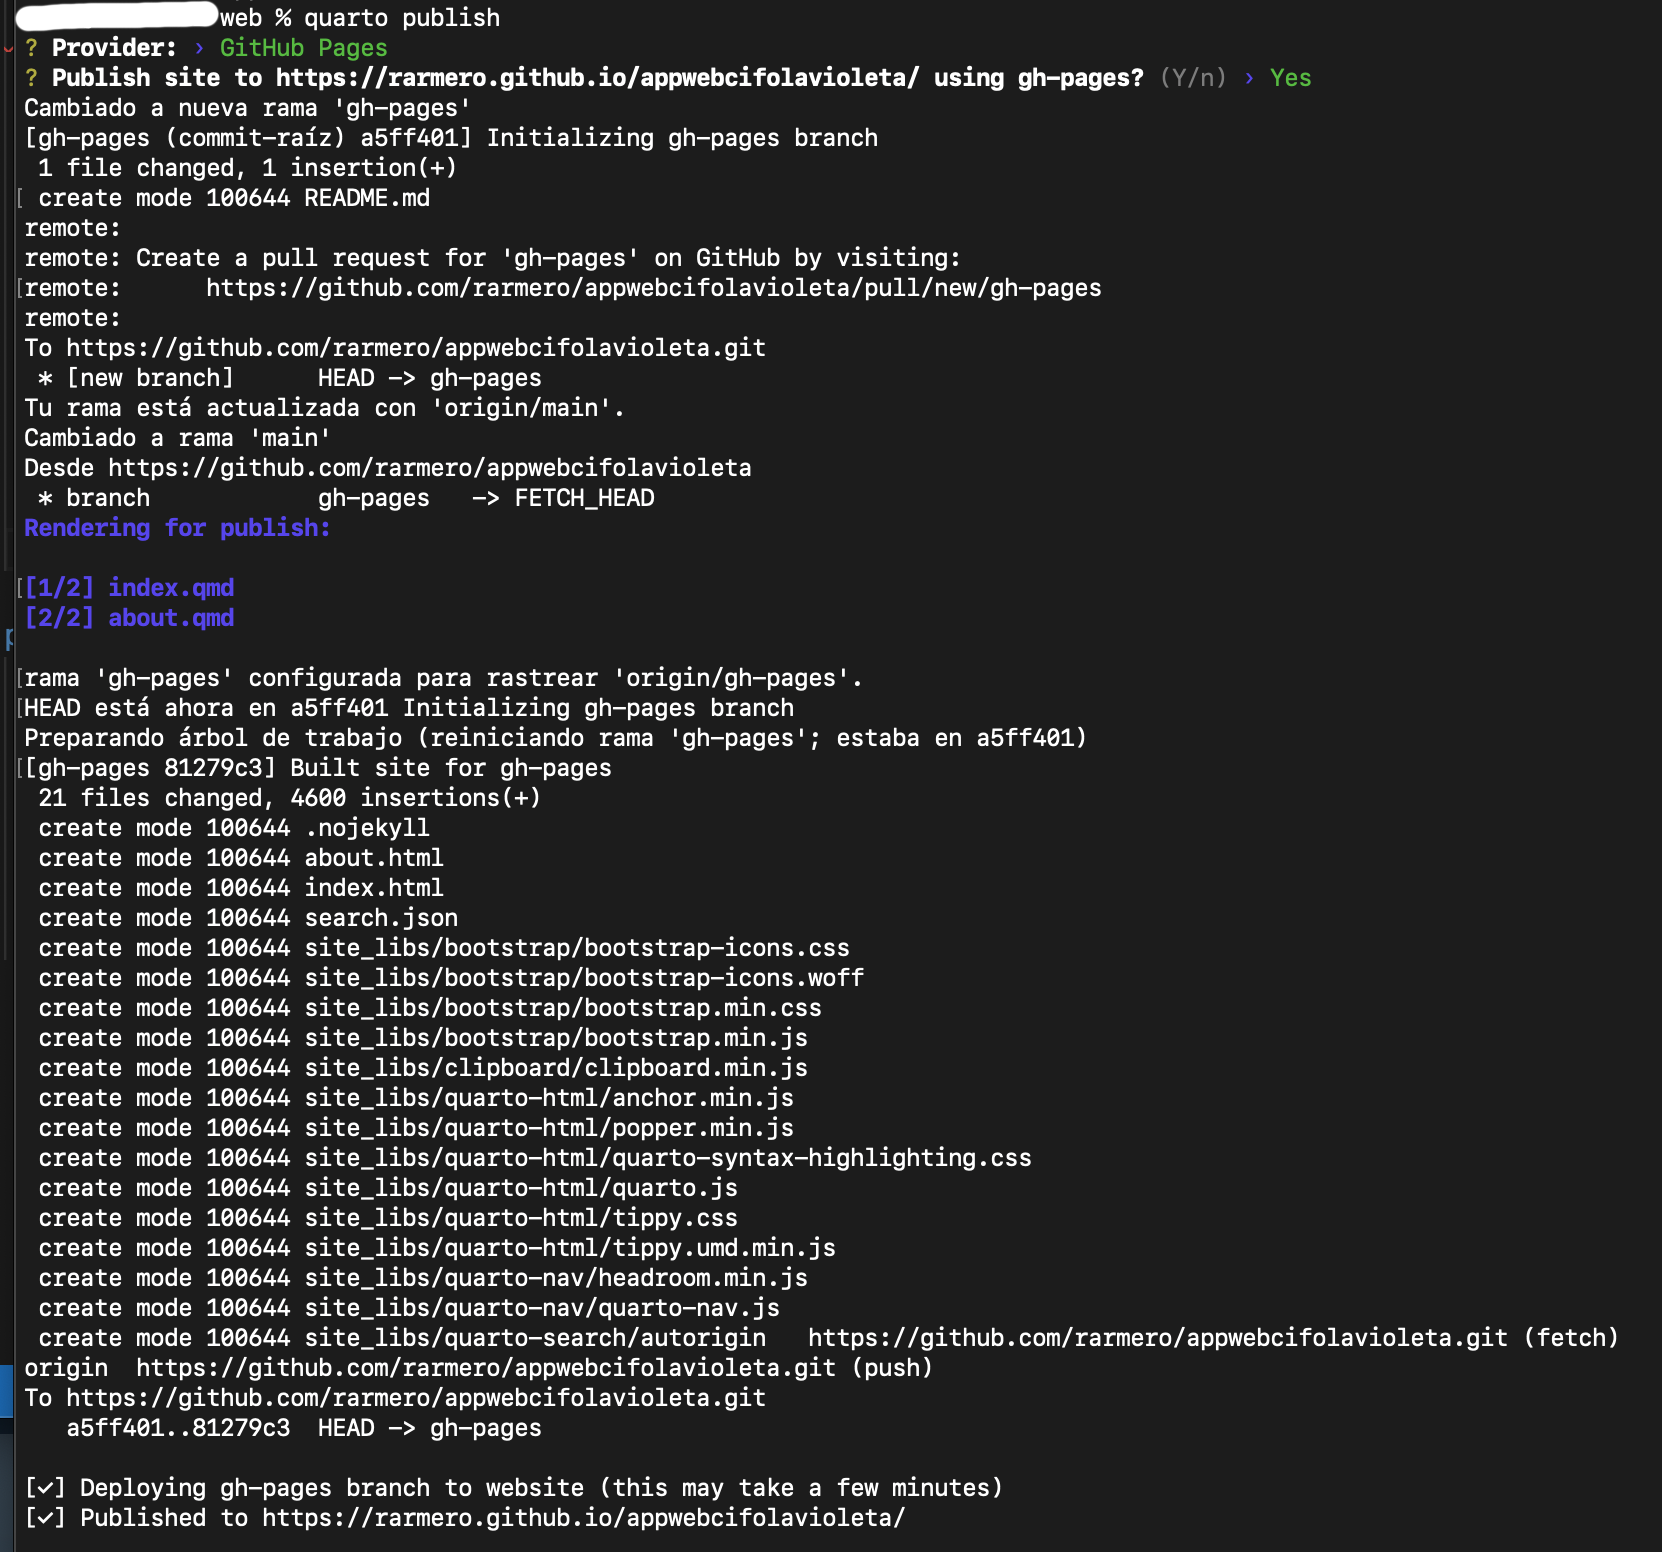 web % quarto publish
? Provider: › GitHub Pages
? Publish site to https://rarmero.github.io/appwebcifolavioleta/ using gh-pages? (Y/n) › Yes
Cambiado a nueva rama 'gh-pages'
[gh-pages (commit-raíz) a5ff401] Initializing gh-pages branch
 1 file changed, 1 insertion(+)
 create mode 100644 README.md
remote:
remote: Create a pull request for 'gh-pages' on GitHub by visiting:
remote:      https://github.com/rarmero/appwebcifolavioleta/pull/new/gh-pages
remote:
To https://github.com/rarmero/appwebcifolavioleta.git
 * [new branch]      HEAD -> gh-pages
Tu rama está actualizada con 'origin/main'.
Cambiado a rama 'main'
Desde https://github.com/rarmero/appwebcifolavioleta
 * branch            gh-pages   -> FETCH_HEAD
Rendering for publish:
[1/2] index.qmd
[2/2] about.qmd
rama 'gh-pages' configurada para rastrear 'origin/gh-pages'.
HEAD está ahora en a5ff401 Initializing gh-pages branch
Preparando árbol de trabajo (reiniciando rama 'gh-pages'; estaba en a5ff401)
[gh-pages 81279c3] Built site for gh-pages
 21 files changed, 4600 insertions(+)
 create mode 100644 .nojekyll
 create mode 100644 about.html
 create mode 100644 index.html
 create mode 100644 search.json
 create mode 100644 site_libs/bootstrap/bootstrap-icons.css
 create mode 100644 site_libs/bootstrap/bootstrap-icons.woff
 create mode 100644 site_libs/bootstrap/bootstrap.min.css
 create mode 100644 site_libs/bootstrap/bootstrap.min.js
 create mode 100644 site_libs/clipboard/clipboard.min.js
 create mode 100644 site_libs/quarto-html/anchor.min.js
 create mode 100644 site_libs/quarto-html/popper.min.js
 create mode 100644 site_libs/quarto-html/quarto-syntax-highlighting.css
 create mode 100644 site_libs/quarto-html/quarto.js
 create mode 100644 site_libs/quarto-html/tippy.css
 create mode 100644 site_libs/quarto-html/tippy.umd.min.js
 create mode 100644 site_libs/quarto-nav/headroom.min.js
 create mode 100644 site_libs/quarto-nav/quarto-nav.js
 create mode 100644 site_libs/quarto-search/autorigin   https://github.com/rarmero/appwebcifolavioleta.git (fetch)
origin  https://github.com/rarmero/appwebcifolavioleta.git (push)
To https://github.com/rarmero/appwebcifolavioleta.git
   a5ff401..81279c3  HEAD -> gh-pages
[✓] Deploying gh-pages branch to website (this may take a few minutes)
[✓] Published to https://rarmero.github.io/appwebcifolavioleta/